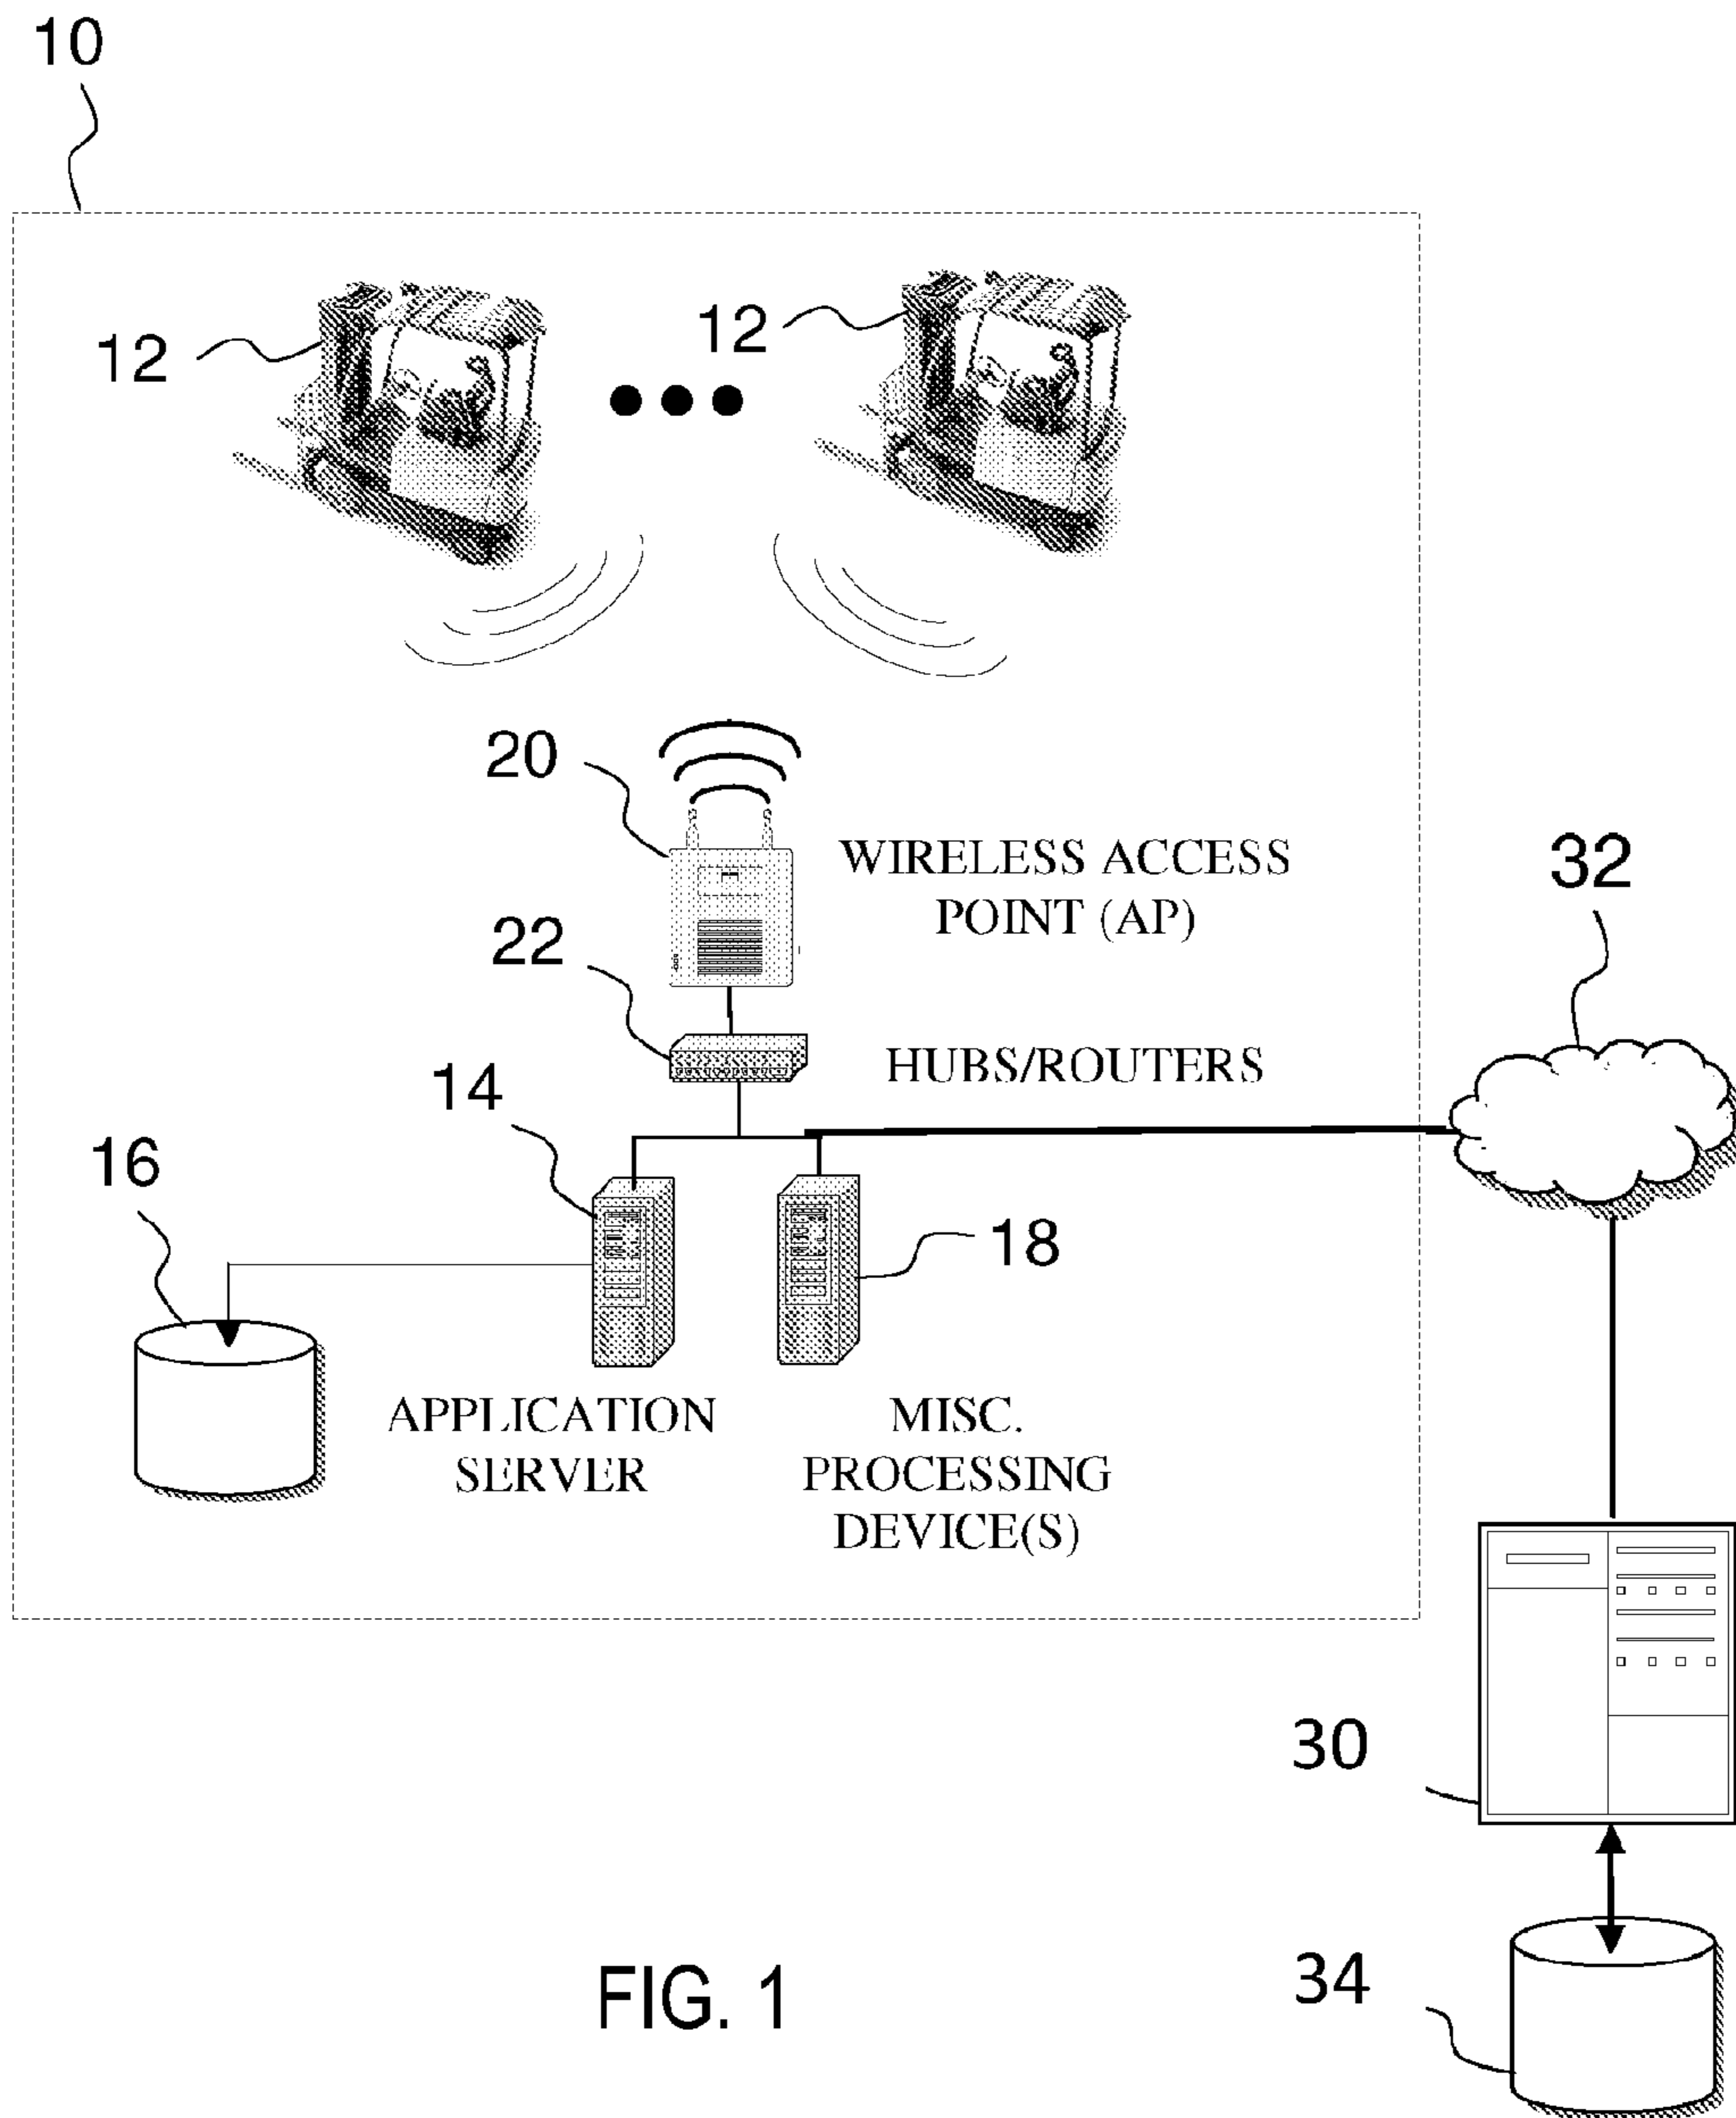 10
12
12
20
WIRELESS ACCESS
POINT (AP)
32
22
HUBS/ROUTERS
14
16
18
APPLICATION
SERVER
MISC.
PROCESSING
DEVICE(S)
30
34
FIG. 1